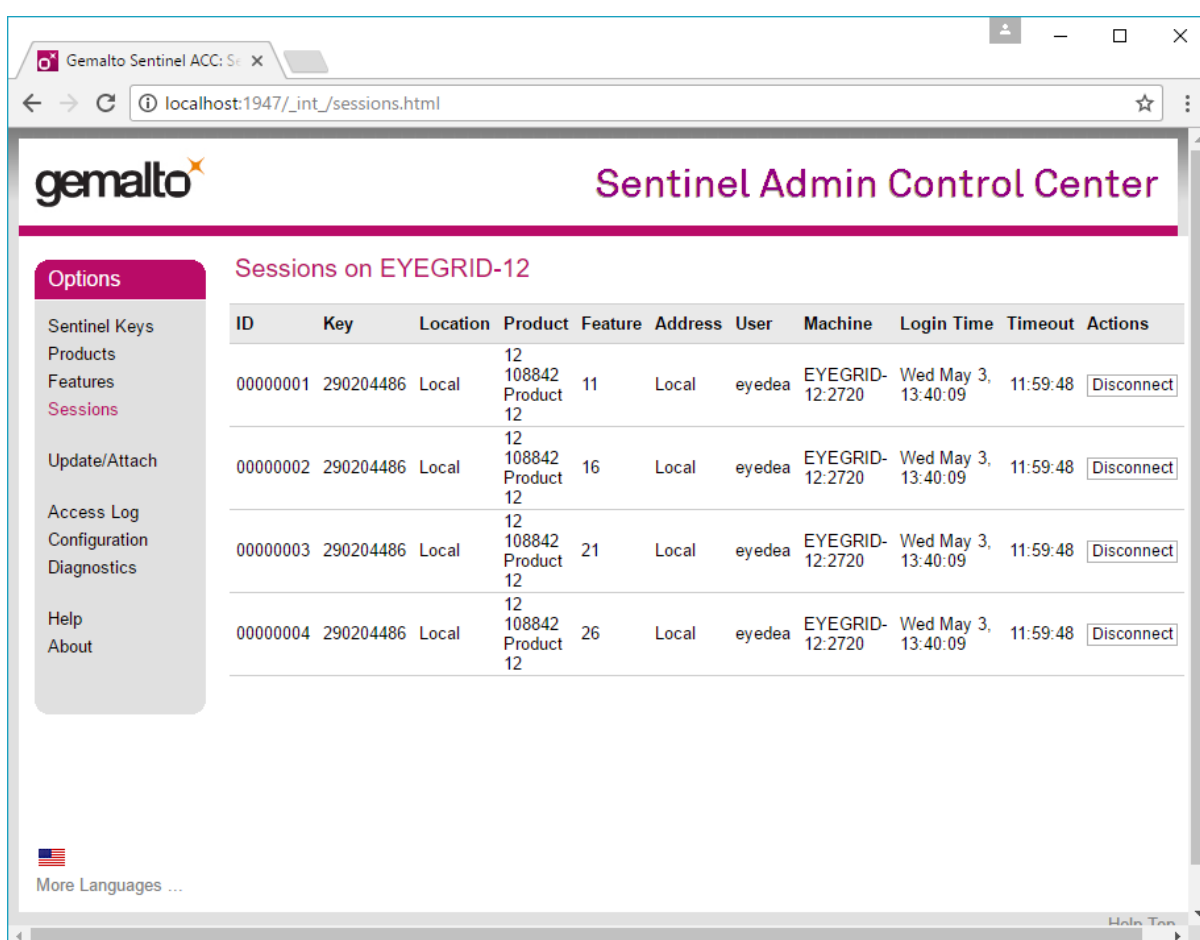 Gemalto Sentinel ACC: Se
localhost:1947/_int_/sessions.html
gemalto
Sentinel Admin Control Center
Options
Sentinel Keys
Products
Features
Sessions
Update/Attach
Access Log
Configuration
Diagnostics
Help
About
Sessions on EYEGRID-12
ID Key Location Product Feature Address User Machine Login Time Timeout Actions
12
108842
00000001 290204486 Local Product 11 Local eyedea EYEGRID- Wed May 3, 11:59:48 Disconnect
12 12:2720 13:40:09
12
108842
00000002 290204486 Local Product 16 Local eyedea EYEGRID- Wed May 3, 11:59:48 Disconnect
12 12:2720 13:40:09
12
108842
00000003 290204486 Local Product 21 Local eyedea EYEGRID- Wed May 3, 11:59:48 Disconnect
12 12:2720 13:40:09
12
108842
00000004 290204486 Local Product 26 Local eyedea EYEGRID- Wed May 3, 11:59:48 Disconnect
12 12:2720 13:40:09
More Languages ...
Help Top